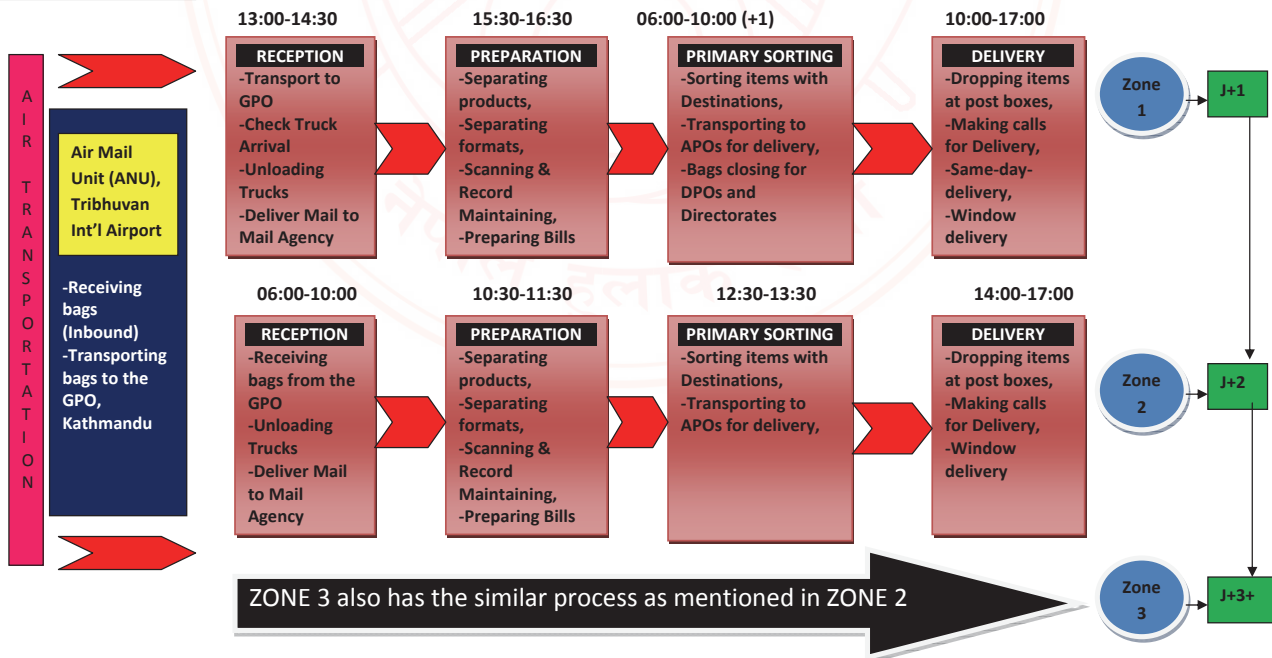 13:00-14:30
15:30-16:30
06:00-10:00 (+1)
10:00-17:00
AIR TRANSPORTATION
Air Mail
Unit (ANU),
Tribhuvan
Int'l Airport
-Receiving
bags
(Inbound)
-Transporting
bags to the
GPO,
Kathmandu
RECEPTION
-Transport to
GPO
-Check Truck
Arrival
-Unloading
Trucks
-Deliver Mail to
Mail Agency
PREPARATION
-Separating
products,
-Separating
formats,
-Scanning &
Record
Maintaining,
-Preparing Bills
PRIMARY SORTING
-Sorting items with
Destinations,
-Transporting to
APOs for delivery,
-Bags closing for
DPOs and
Directorates
DELIVERY
-Dropping items
at post boxes,
-Making calls
for Delivery,
-Same-day-
delivery,
-Window
delivery
Zone
1
J+1
06:00-10:00
10:30-11:30
12:30-13:30
14:00-17:00
RECEPTION
-Receiving
bags from the
GPO
-Unloading
Trucks
-Deliver Mail
to Mail
Agency
PREPARATION
-Separating
products,
-Separating
formats,
-Scanning &
Record
Maintaining,
-Preparing Bills
PRIMARY SORTING
-Sorting items with
Destinations,
-Transporting to
APOs for delivery,
DELIVERY
-Dropping items
at post boxes,
-Making calls
for Delivery,
-Window
delivery
Zone
2
J+2
ZONE 3 also has the similar process as mentioned in ZONE 2
Zone
3
J+3+